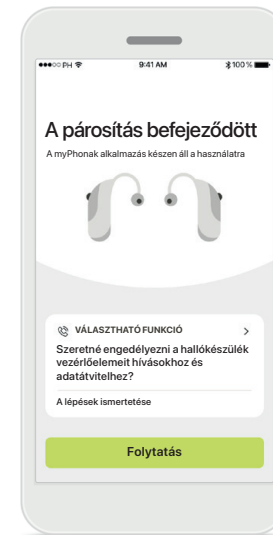 PH 9:41 AM 100%
A párosítás befejeződött
A myPhonak alkalmazás készen áll a használatra
VÁLASZTHATÓ FUNKCIÓ
Szeretné engedélyezni a hallókészülék
vezérlőelemeit hívásokhoz és
adatátvitelhez?
A lépések ismertetése
Folytatás